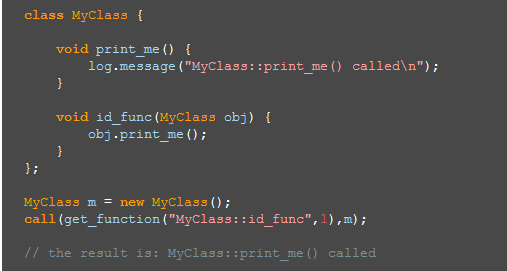 class MyClass {
void print_me() {
log.message("MyClass::print_me() called\n");
}
void id_func(MyClass obj) {
obj.print_me();
}
};
MyClass m = new MyClass();
call(get_function("MyClass::id_func",1),m);
// the result is: MyClass::print_me() called